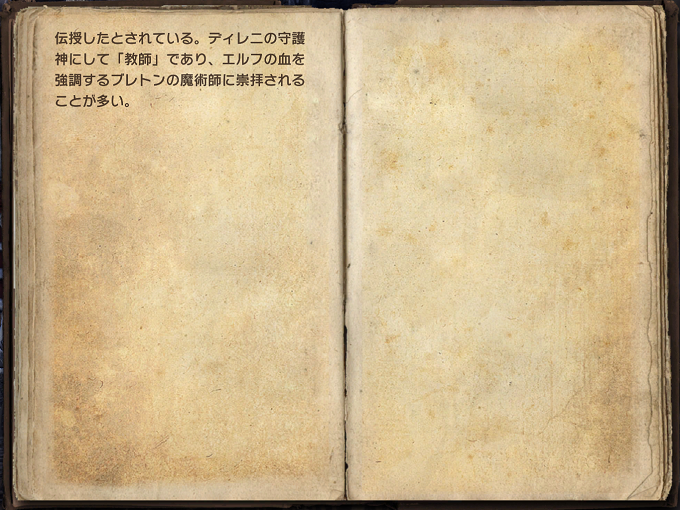 伝授したとされている。ディレニの守護
神にして「教師」であり、エルフの血を
強調するブレトンの魔術師に崇拝される
ことが多い。